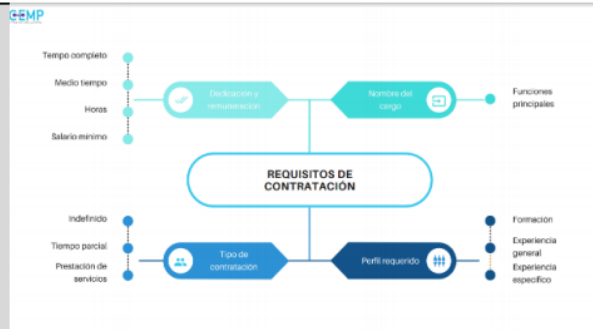 GEMP
Tempo completo
Medio tiempo
Horas
Salario mínimo
Dedicación y
remuneración
Nombre del
cargo
Funciones
principales
REQUISITOS DE
CONTRATACIÓN
Indefinido
Tiempo parcial
Prestación de
servicios
Tipo de
contratación
Perfil requerido
Formación
Experiencia
general
Experiencia
específico